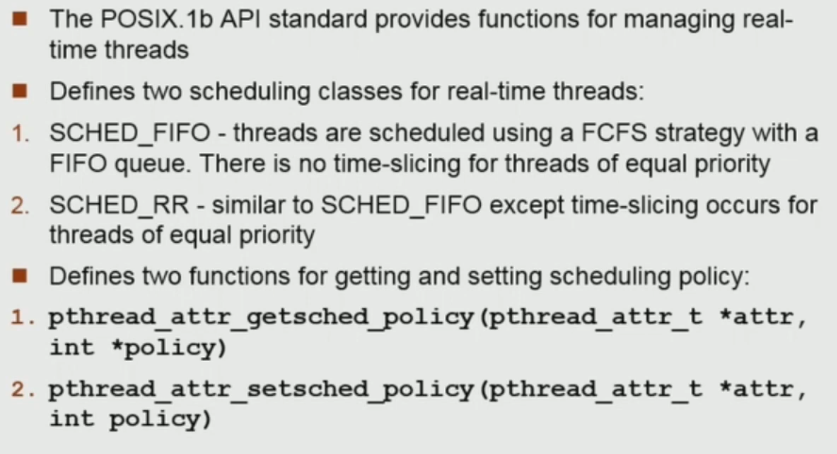 ■ The POSIX.1b API standard provides functions for managing real-
time threads
■ Defines two scheduling classes for real-time threads:
1. SCHED_FIFO - threads are scheduled using a FCFS strategy with a
FIFO queue. There is no time-slicing for threads of equal priority
2. SCHED_RR - similar to SCHED_FIFO except time-slicing occurs for
threads of equal priority
■ Defines two functions for getting and setting scheduling policy:
1. pthread_attr_getsched_policy(pthread_attr_t *attr,
int *policy)
2. pthread_attr_setsched_policy(pthread_attr_t *attr,
int policy)